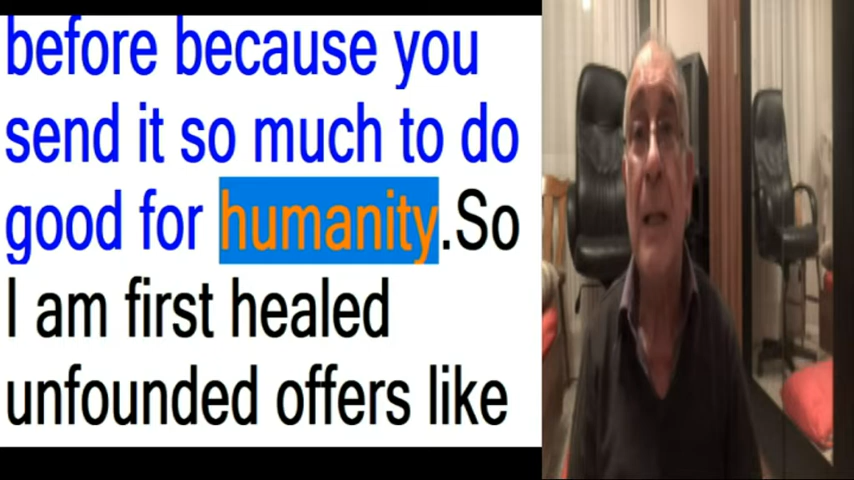 before because you
send it so much to do
good for humanity.So
I am first healed
unfounded offers like